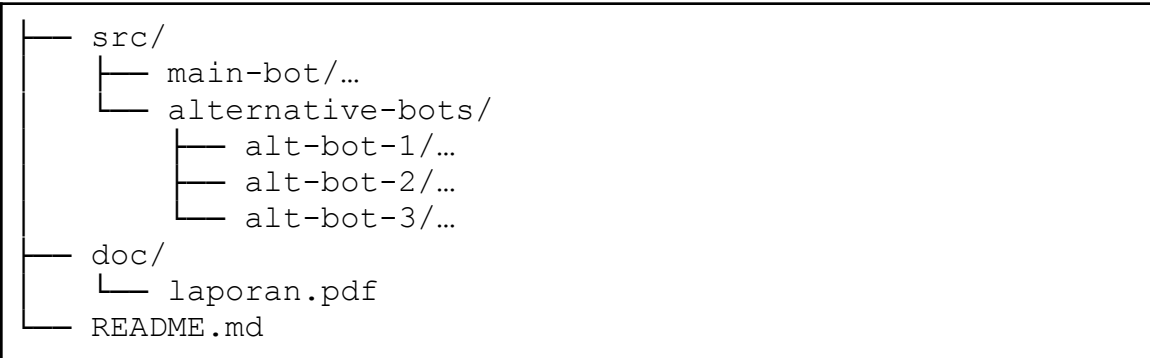 ├── src/
│   ├── main-bot/…
│   └── alternative-bots/
│       ├── alt-bot-1/…
│       ├── alt-bot-2/…
│       └── alt-bot-3/…
├── doc/
│   └── laporan.pdf
└── README.md